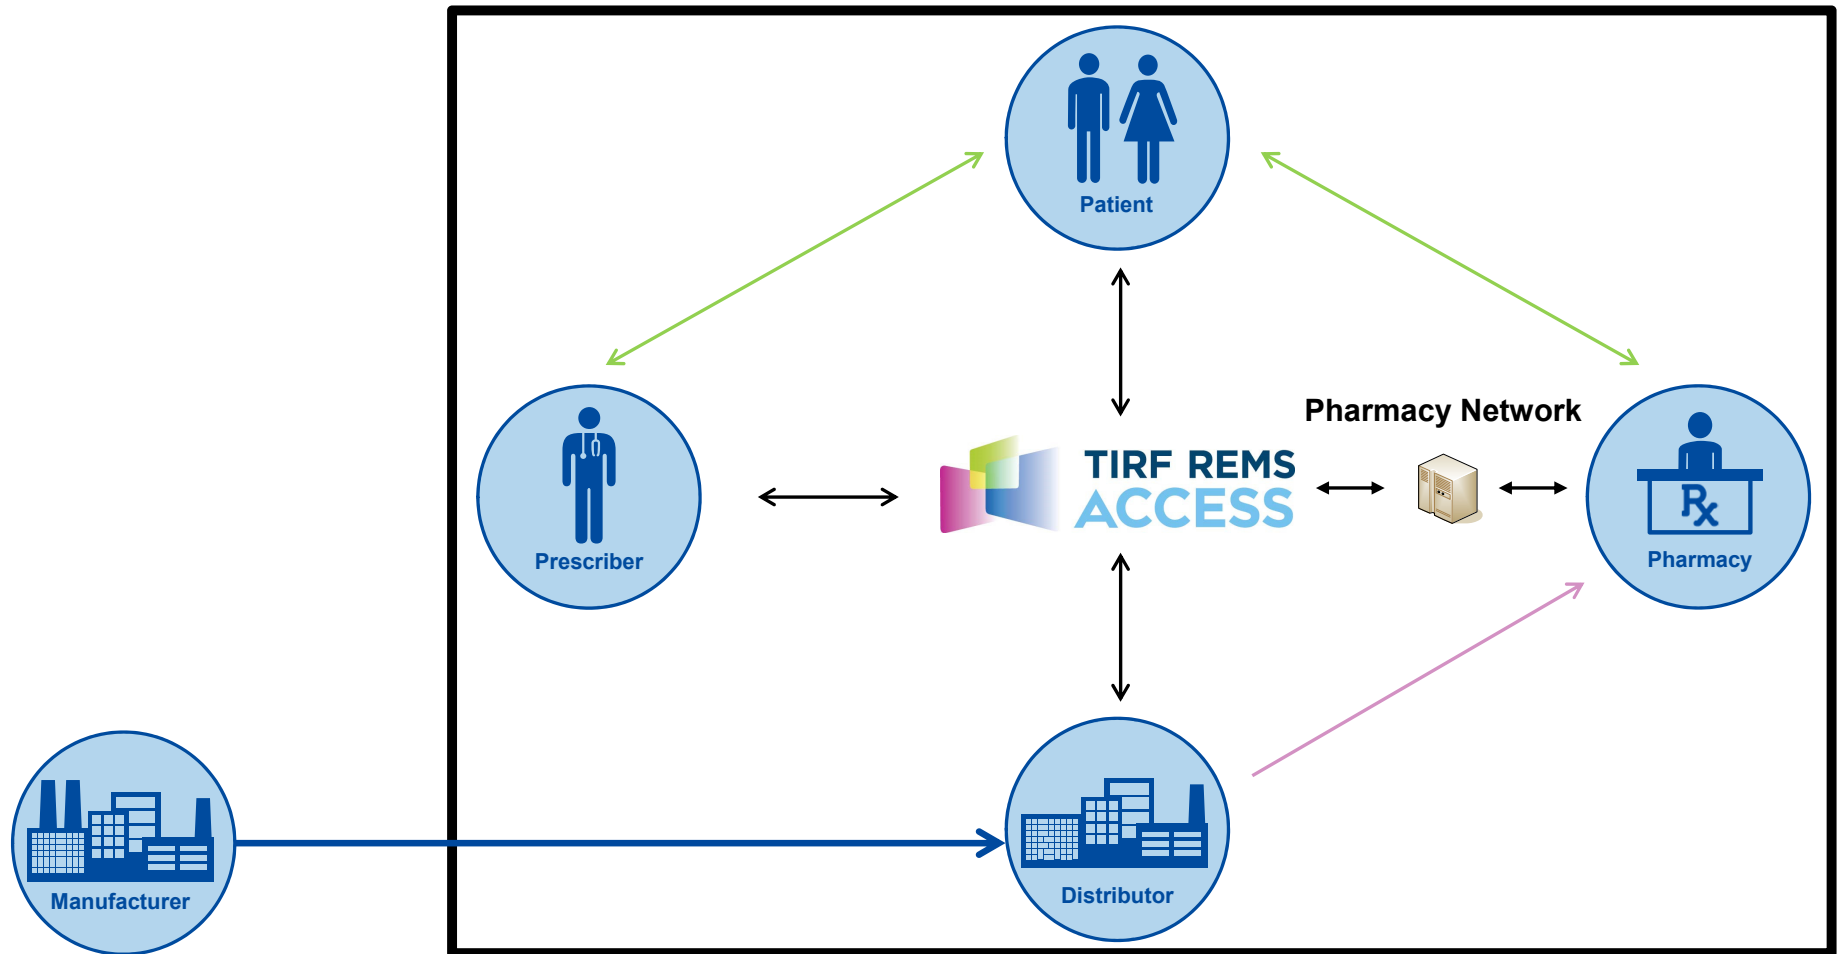 Patient
Pharmacy Network
TIRF REMS
ACCESS
Rx
Prescriber
Pharmacy
Manufacturer
Distributor